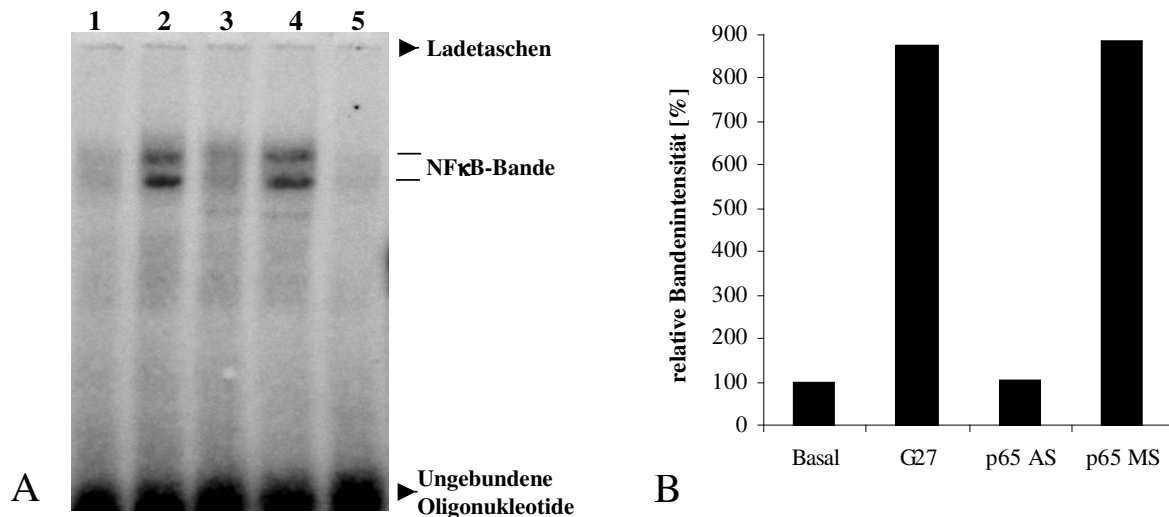 1 2 3 4 5
Ladetaschen
NFκB-Bande
Ungebundene
Oligonukleotide
A
900
800
700
600
500
400
300
200
100
0
relative Bandenintensität [%]
Basal G27 p65 AS p65 MS
B